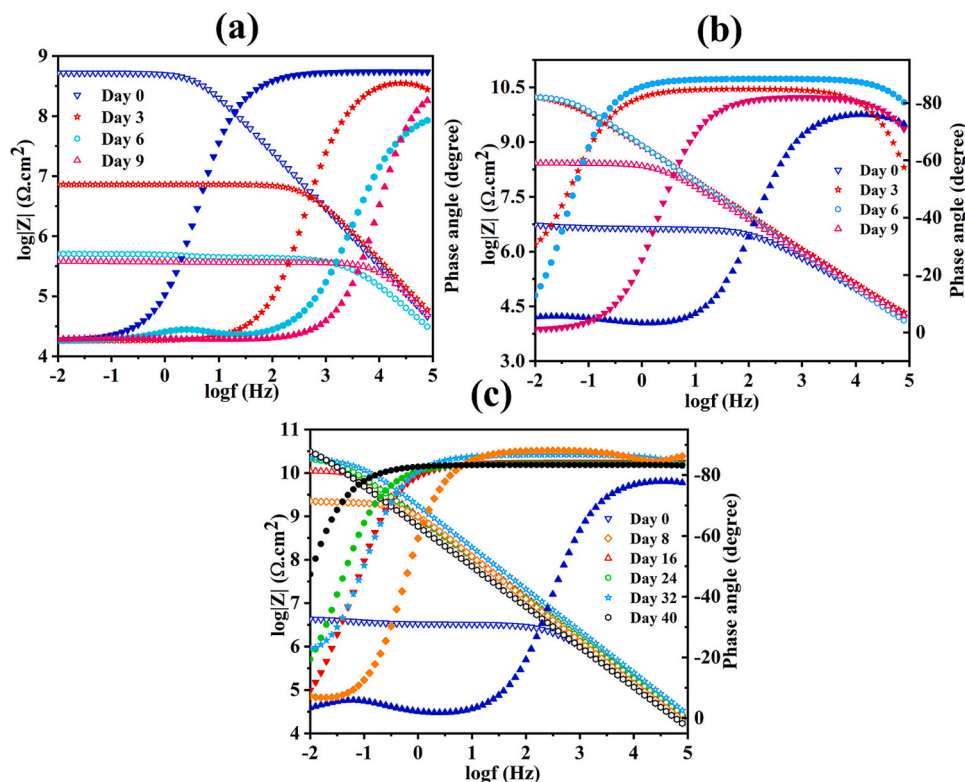 (a)
9
8
7
6
5
4
log|Z| (Ω.cm²)
Day 0
Day 3
Day 6
Day 9
Phase angle (degree)
-2 -1 0 1 2 3 4 5
logf (Hz)
(b)
10.5
9.0
7.5
6.0
4.5
3.0
log|Z| (Ω.cm²)
Day 0
Day 3
Day 6
Day 9
-80
-60
-40
-20
0
Phase angle (degree)
-2 -1 0 1 2 3 4 5
logf (Hz)
(c)
11
10
9
8
7
6
5
4
log|Z| (Ω.cm²)
Day 0
Day 8
Day 16
Day 24
Day 32
Day 40
-80
-60
-40
-20
0
Phase angle (degree)
-2 -1 0 1 2 3 4 5
logf (Hz)